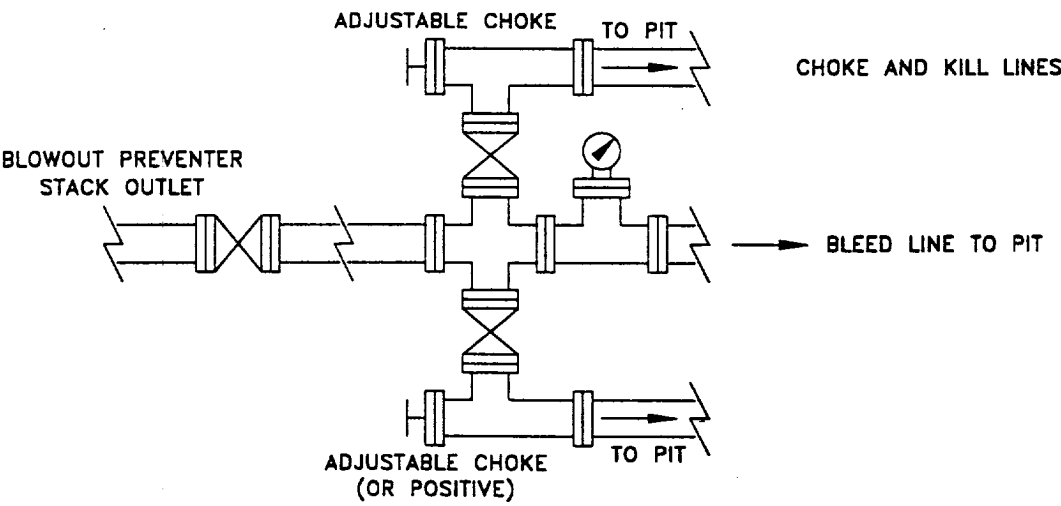 ADJUSTABLE CHOKE
TO PIT
CHOKE AND KILL LINES
BLOWOUT PREVENTER
STACK OUTLET
BLEED LINE TO PIT
TO PIT
ADJUSTABLE CHOKE
(OR POSITIVE)